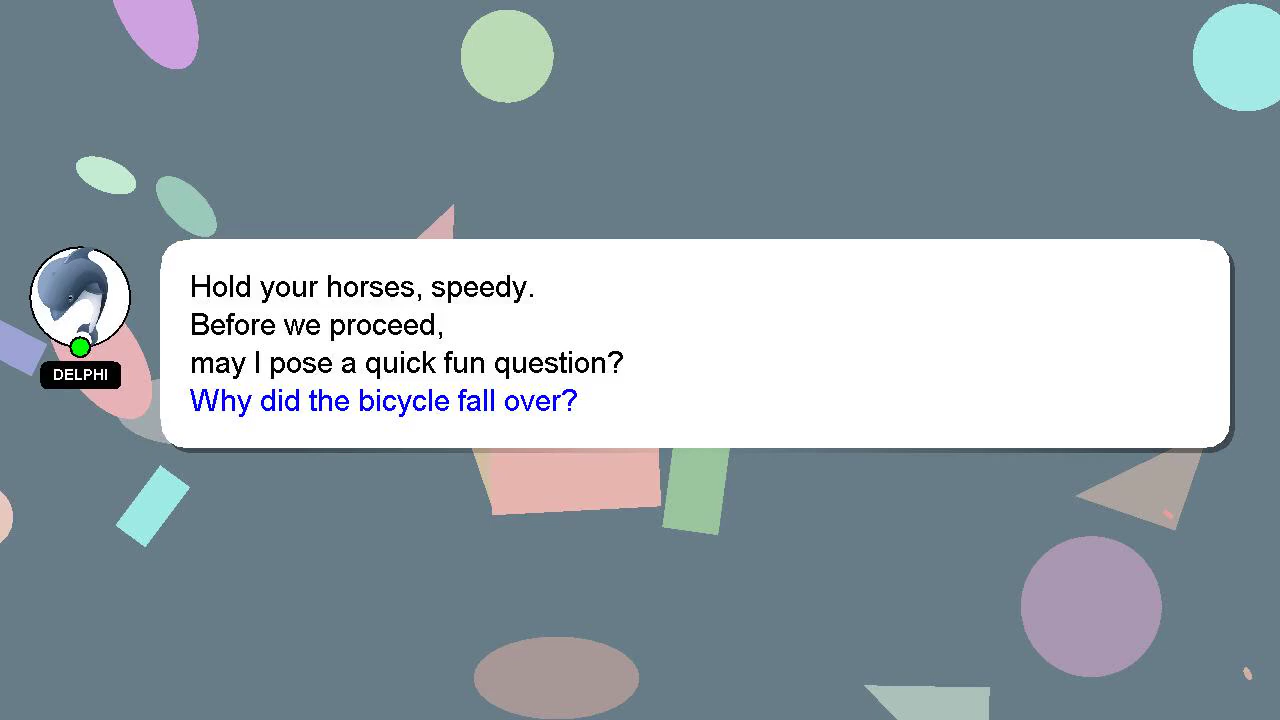 Hold your horses, speedy.
Before we proceed,
may I pose a quick fun question?
Why did the bicycle fall over?
DELPHI